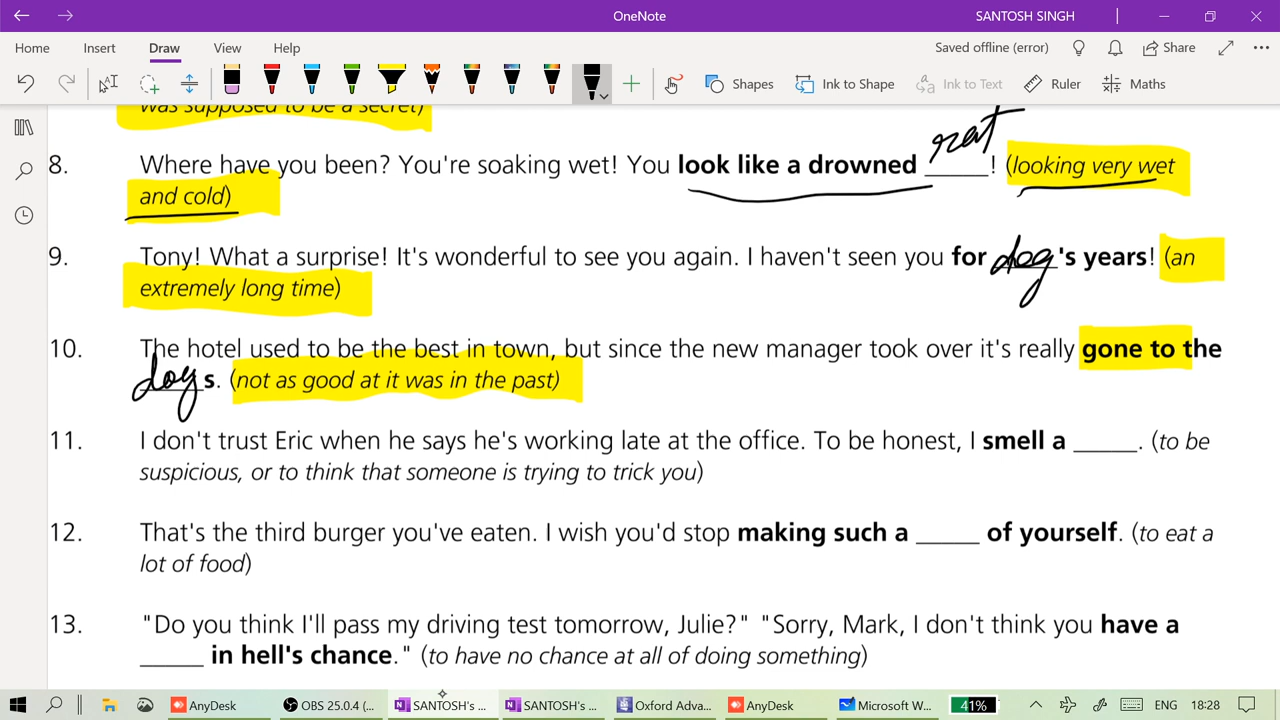 OneNote
SANTOSH SINGH
Home Insert Draw View Help
Saved offline (error) Share
Shapes Ink to Shape Ink to Text Ruler Maths
was supposed to be a secret)
8. Where have you been? You're soaking wet! You look like a drowned rat! (looking very wet
and cold)
9. Tony! What a surprise! It's wonderful to see you again. I haven't seen you for dog's years! (an
extremely long time)
10. The hotel used to be the best in town, but since the new manager took over it's really gone to the
dogs. (not as good at it was in the past)
11. I don't trust Eric when he says he's working late at the office. To be honest, I smell a _____. (to be
suspicious, or to think that someone is trying to trick you)
12. That's the third burger you've eaten. I wish you'd stop making such a _____ of yourself. (to eat a
lot of food)
13. "Do you think I'll pass my driving test tomorrow, Julie?" "Sorry, Mark, I don't think you have a
_____ in hell's chance." (to have no chance at all of doing something)
AnyDesk OBS 25.0.4 (... SANTOSH's ... SANTOSH's ... Oxford Adva... AnyDesk Microsoft W... 41% ENG 18:28